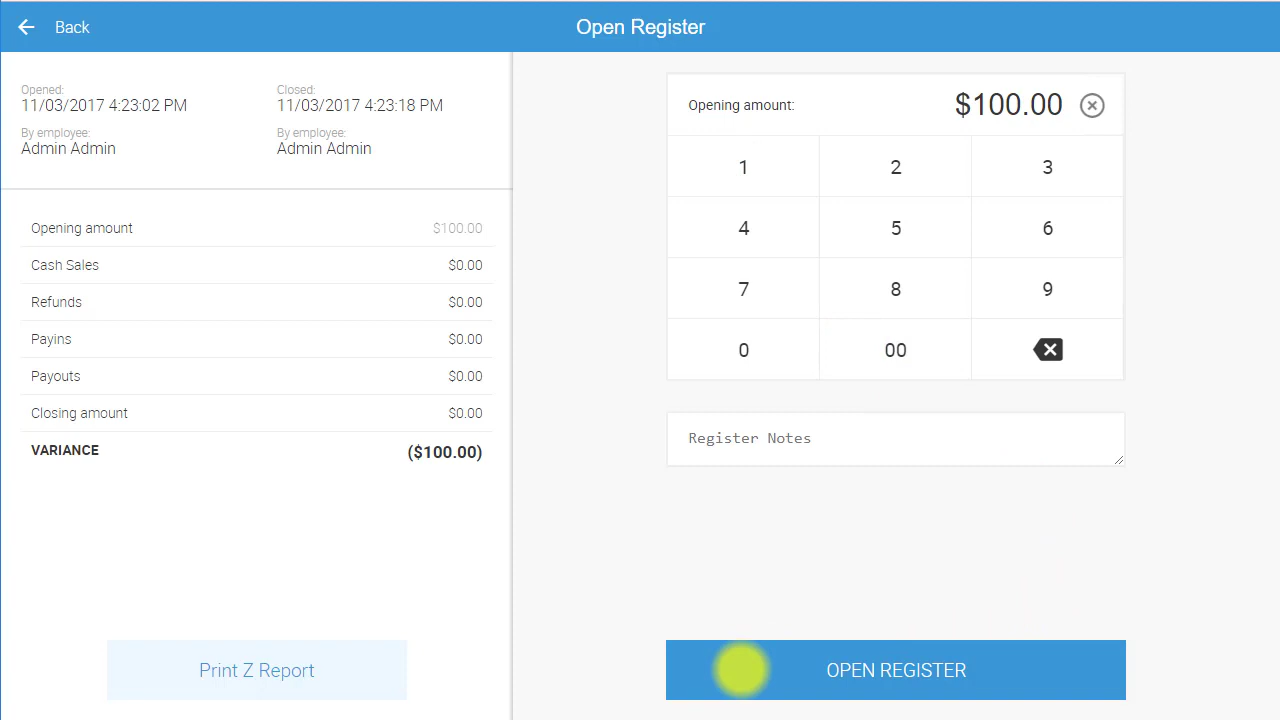 Back
Open Register
Opened:
11/03/2017 4:23:02 PM
By employee:
Admin Admin
Closed:
11/03/2017 4:23:18 PM
By employee:
Admin Admin
Opening amount $100.00
Cash Sales $0.00
Refunds $0.00
Payins $0.00
Payouts $0.00
Closing amount $0.00
VARIANCE ($100.00)
Print Z Report
Opening amount: $100.00
1 2 3
4 5 6
7 8 9
0 00
Register Notes
OPEN REGISTER